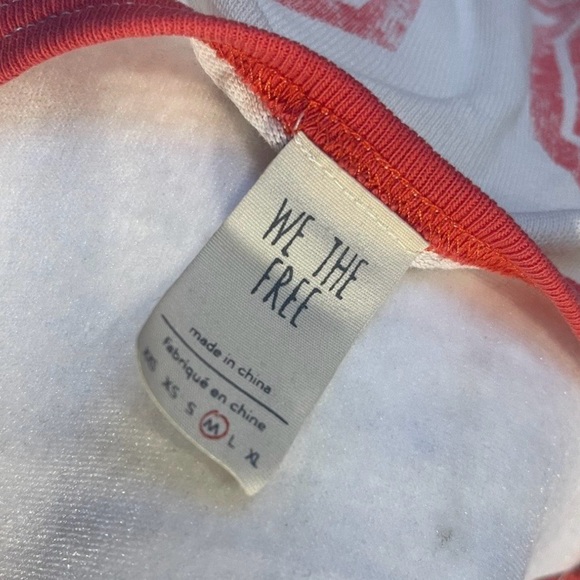 WE THE
FREE
made in china
Fabriqué en chine
XXS XS S M L XL